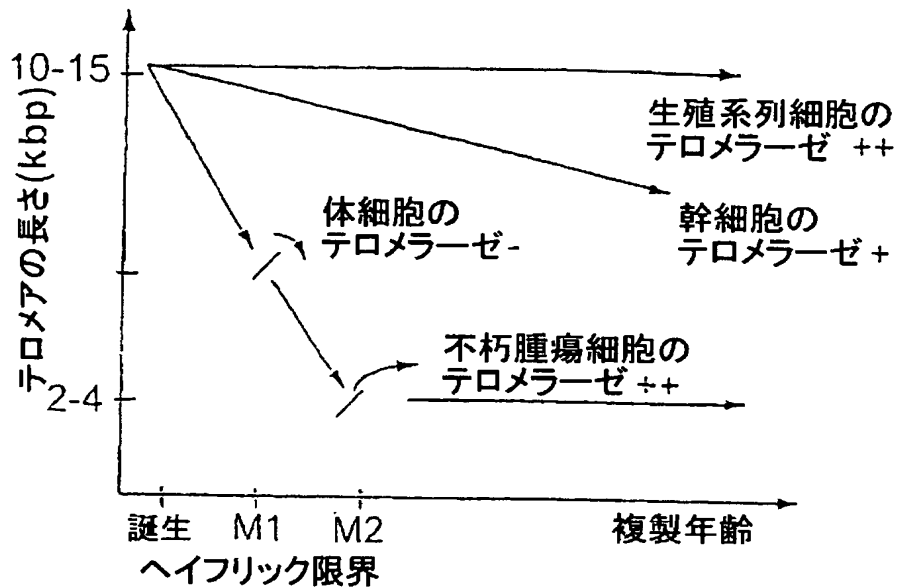 テロメアの長さ(kbp)
10-15
2-4
生殖系列細胞の
テロメラーゼ ++
幹細胞の
テロメラーゼ +
体細胞の
テロメラーゼ-
不朽腫瘍細胞の
テロメラーゼ ++
誕生
M1
M2
複製年齢
ヘイフリック限界